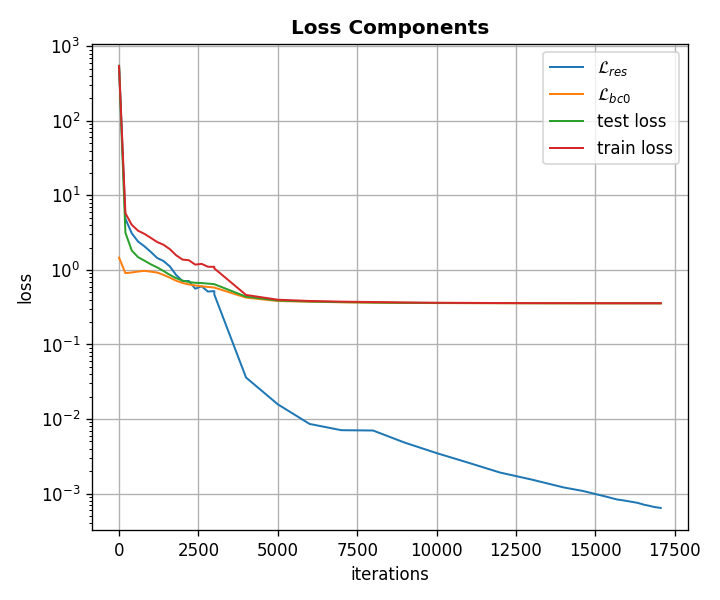 Loss Components
loss
10³
10²
10¹
10⁰
10⁻¹
10⁻²
10⁻³
ℒ_res
ℒ_bc0
test loss
train loss
0 2500 5000 7500 10000 12500 15000 17500
iterations